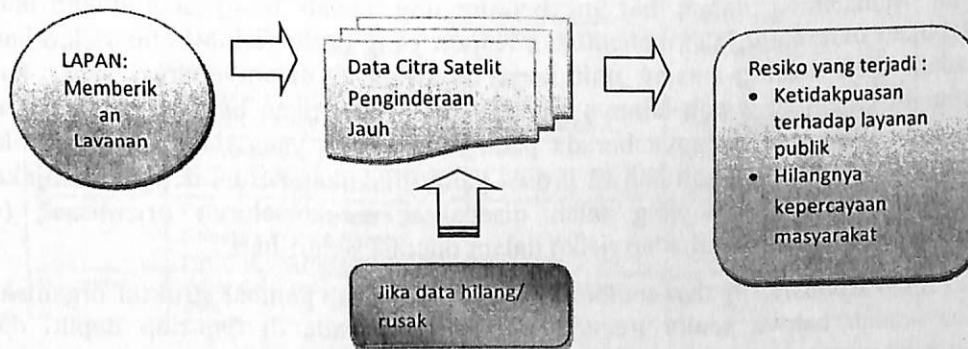 LAPAN:
Memberik
an
Layanan
Data Citra Satelit
Penginderaan
Jauh
Resiko yang terjadi :
• Ketidakpuasan
terhadap layanan
publik
• Hilangnya
kepercayaan
masyarakat
Jika data hilang/
rusak